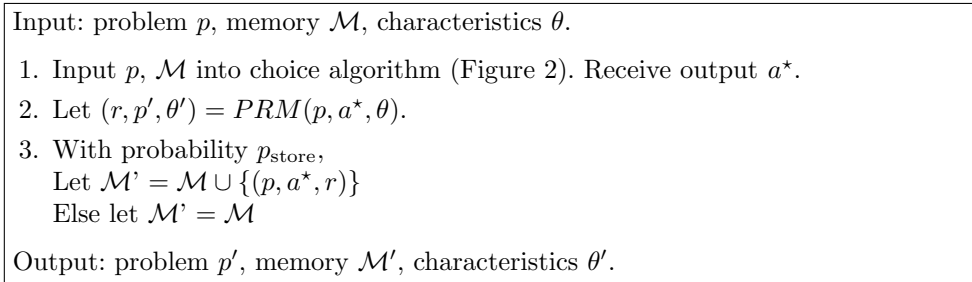 Input: problem p, memory ℳ, characteristics θ.
1. Input p, ℳ into choice algorithm (Figure 2). Receive output a⋆.
2. Let (r, p′, θ′) = PRM(p, a⋆, θ).
3. With probability p_store,
Let ℳ' = ℳ ∪ {(p, a⋆, r)}
Else let ℳ' = ℳ
Output: problem p′, memory ℳ′, characteristics θ′.